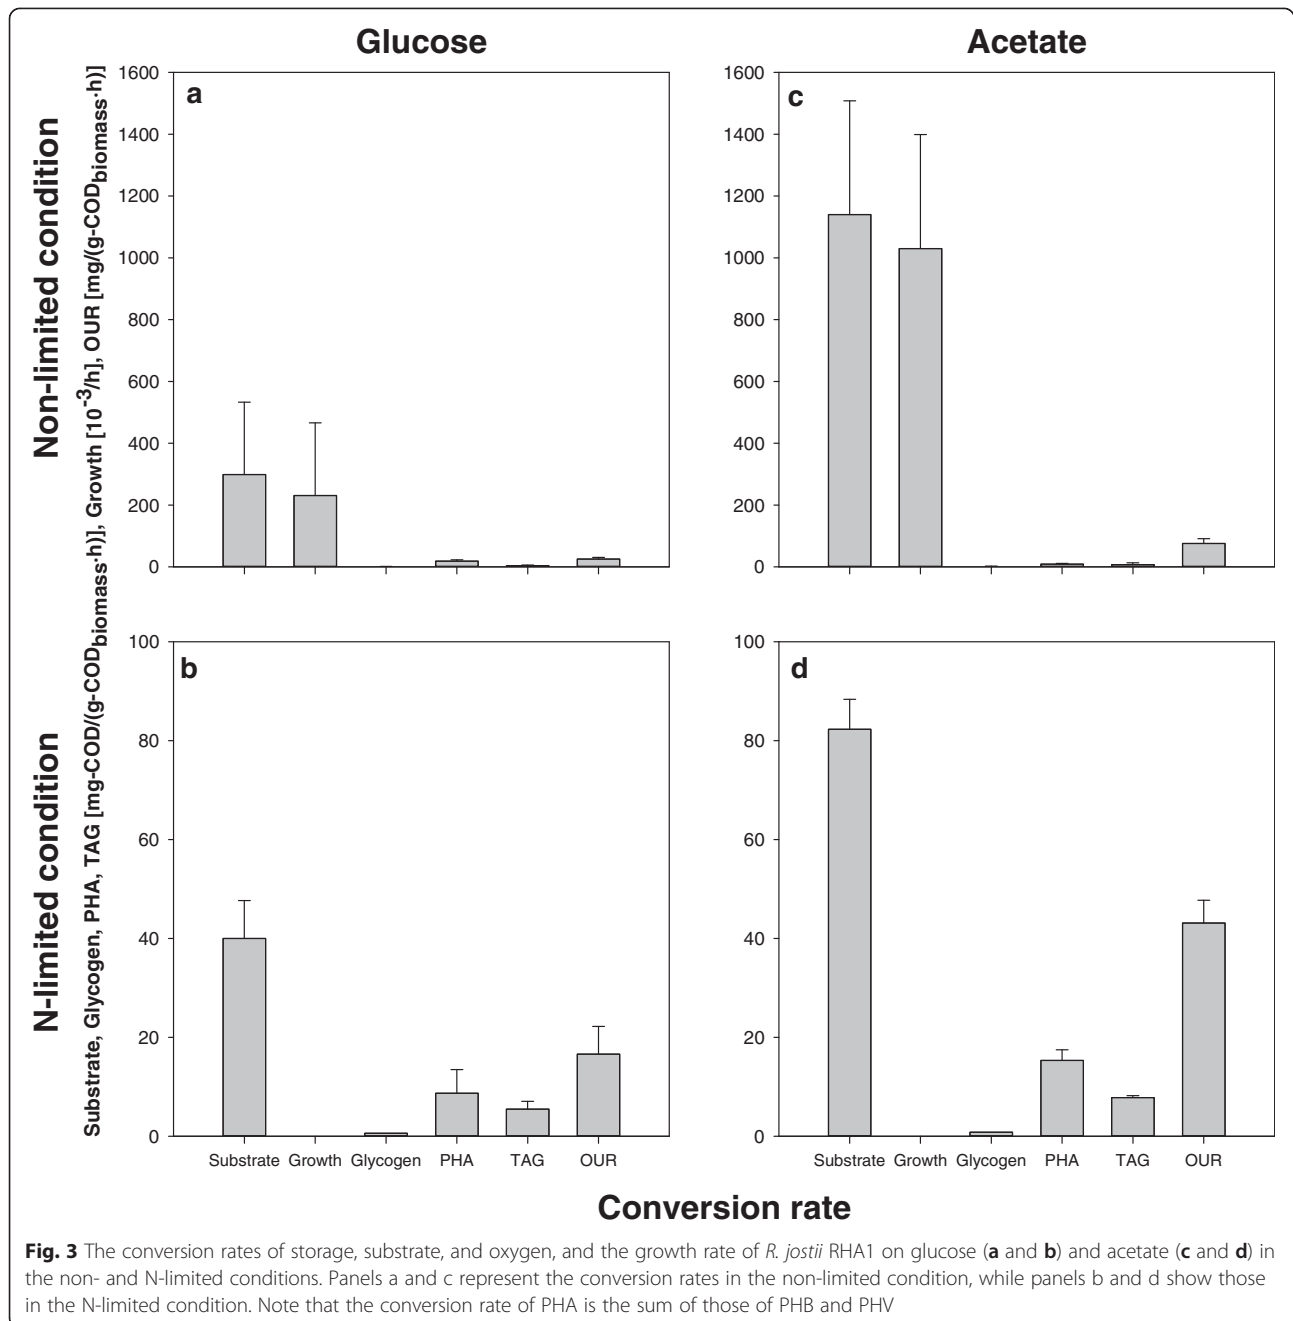 Glucose
Acetate
Non-limited condition
N-limited condition
Substrate, Glycogen, PHA, TAG [mg-COD/(g-COD biomass·h)], Growth [10-3/h], OUR [mg/(g-COD biomass·h)]
a
1600
1400
1200
1000
800
600
400
200
0
c
1600
1400
1200
1000
800
600
400
200
0
b
100
80
60
40
20
0
Substrate Growth Glycogen PHA TAG OUR
d
100
80
60
40
20
0
Substrate Growth Glycogen PHA TAG OUR
Conversion rate
Fig. 3 The conversion rates of storage, substrate, and oxygen, and the growth rate of R. jostii RHA1 on glucose (a and b) and acetate (c and d) in
the non- and N-limited conditions. Panels a and c represent the conversion rates in the non-limited condition, while panels b and d show those
in the N-limited condition. Note that the conversion rate of PHA is the sum of those of PHB and PHV